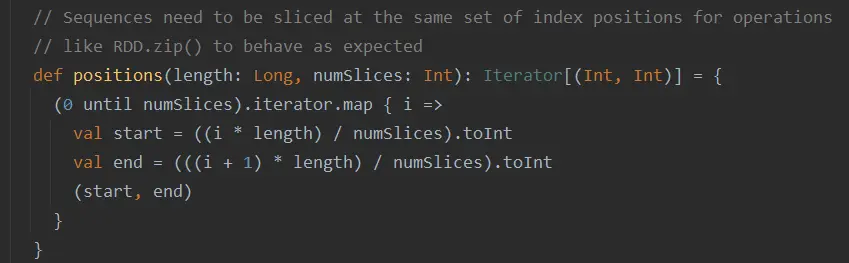 // Sequences need to be sliced at the same set of index positions for operations
// like RDD.zip() to behave as expected
def positions(length: Long, numSlices: Int): Iterator[(Int, Int)] = {
  (0 until numSlices).iterator.map { i =>
    val start = ((i * length) / numSlices).toInt
    val end = (((i + 1) * length) / numSlices).toInt
    (start, end)
  }
}